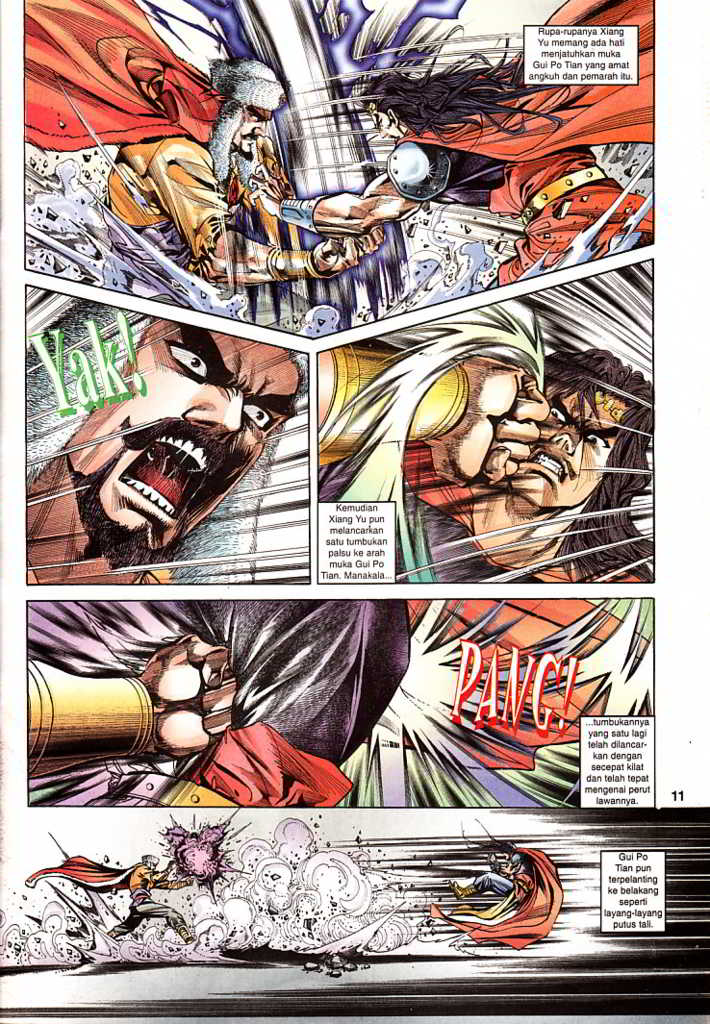 Rupa-rupanya Xiang
Yu memang ada hati
menjatuhkan muka
Gui Po Tian yang amat
angkuh dan pemarah itu.
Yak!
Kemudian
Xiang Yu pun
melancarkan
satu tumbukan
palsu ke arah
muka Gui Po
Tian. Manakala...
PANG!
...tumbukannya
yang satu lagi
telah dilancar-
kan dengan
secepat kilat
dan telah tepat
mengenai perut
lawannya.
11
Gui Po
Tian pun
terpelanting
ke belakang
seperti
layang-layang
putus tali.